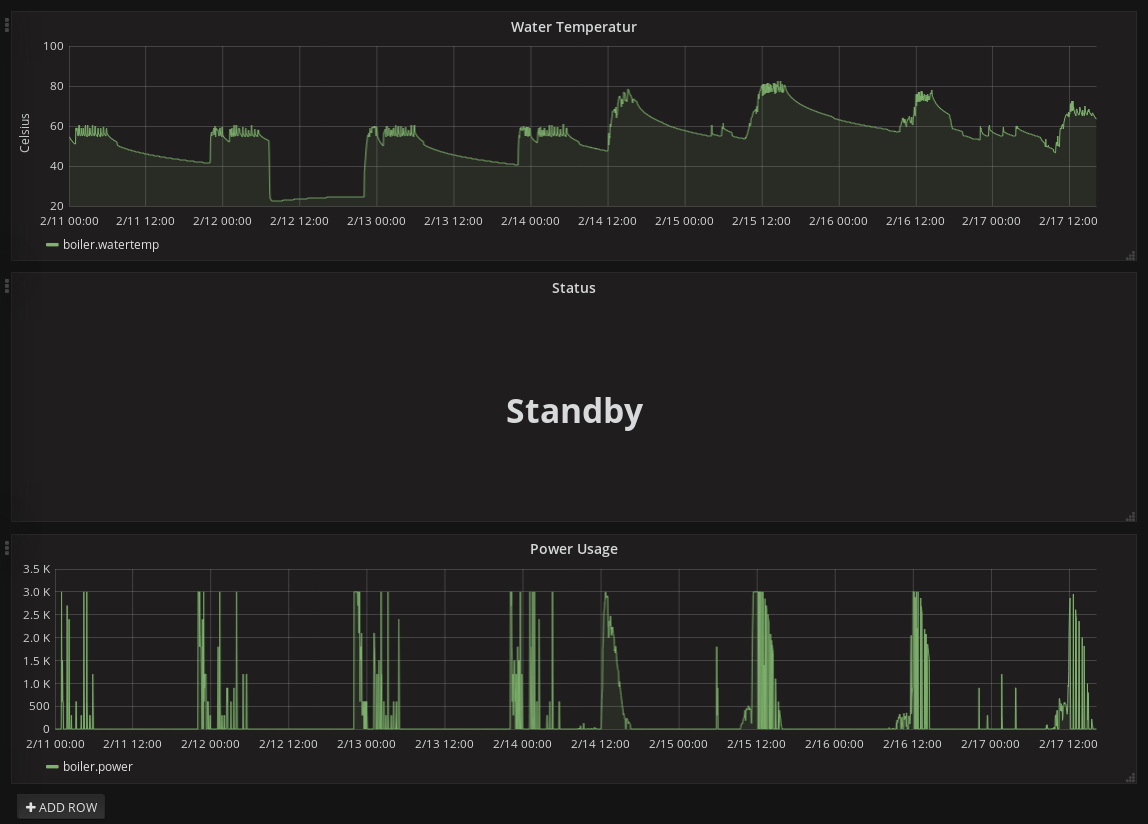 Water Temperatur
100
80
60
40
20
Celsius
2/11 00:00 2/11 12:00 2/12 00:00 2/12 12:00 2/13 00:00 2/13 12:00 2/14 00:00 2/14 12:00 2/15 00:00 2/15 12:00 2/16 00:00 2/16 12:00 2/17 00:00 2/17 12:00
boiler.watertemp
Status
Standby
Power Usage
3.5 K
3.0 K
2.5 K
2.0 K
1.5 K
1.0 K
500
0
2/11 00:00 2/11 12:00 2/12 00:00 2/12 12:00 2/13 00:00 2/13 12:00 2/14 00:00 2/14 12:00 2/15 00:00 2/15 12:00 2/16 00:00 2/16 12:00 2/17 00:00 2/17 12:00
boiler.power
+ ADD ROW